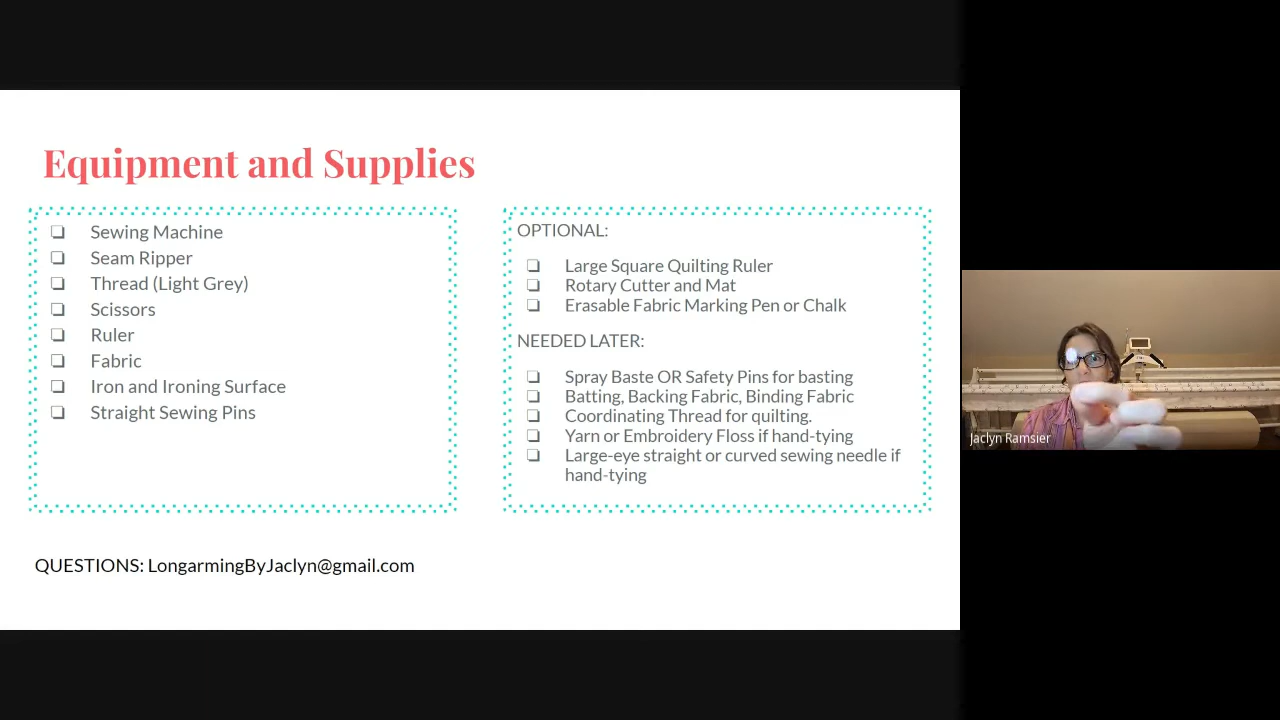 Equipment and Supplies
❏ Sewing Machine
❏ Seam Ripper
❏ Thread (Light Grey)
❏ Scissors
❏ Ruler
❏ Fabric
❏ Iron and Ironing Surface
❏ Straight Sewing Pins
OPTIONAL:
❏ Large Square Quilting Ruler
❏ Rotary Cutter and Mat
❏ Erasable Fabric Marking Pen or Chalk
NEEDED LATER:
❏ Spray Baste OR Safety Pins for basting
❏ Batting, Backing Fabric, Binding Fabric
❏ Coordinating Thread for quilting.
❏ Yarn or Embroidery Floss if hand-tying
❏ Large-eye straight or curved sewing needle if
hand-tying
QUESTIONS: LongarmingByJaclyn@gmail.com
Jaclyn Ramsier